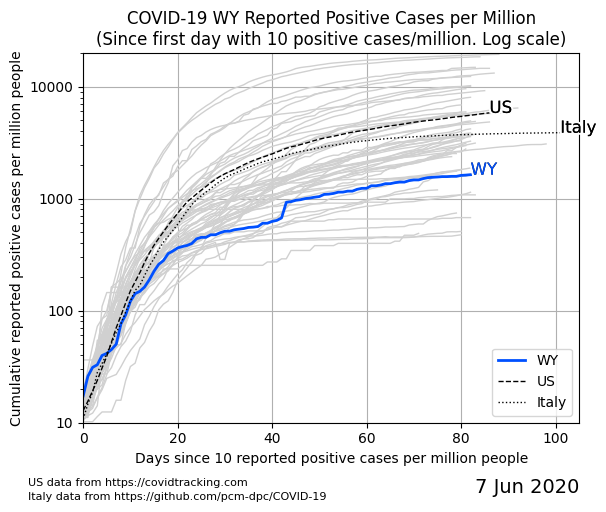 COVID-19 WY Reported Positive Cases per Million
(Since first day with 10 positive cases/million. Log scale)
Cumulative reported positive cases per million people
10000
1000
100
10
US
Italy
WY
WY
US
Italy
0 20 40 60 80 100
Days since 10 reported positive cases per million people
US data from https://covidtracking.com
Italy data from https://github.com/pcm-dpc/COVID-19
7 Jun 2020